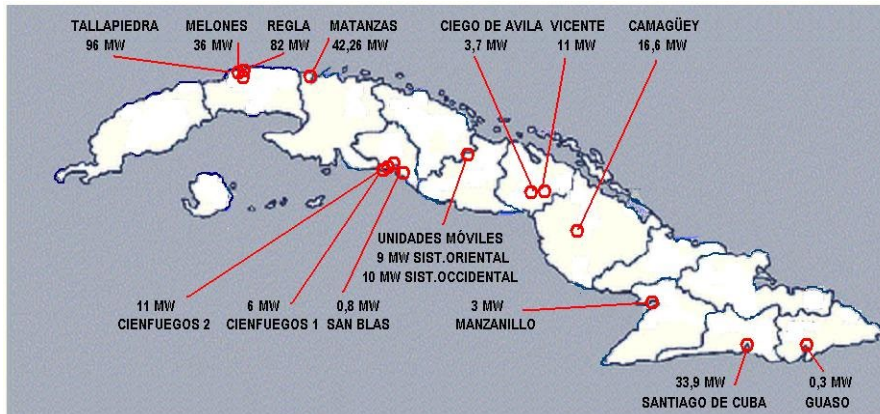 TALLAPIEDRA
96 MW
MELONES
36 MW
REGLA
82 MW
MATANZAS
42,26 MW
CIEGO DE AVILA
3,7 MW
VICENTE
11 MW
CAMAGÜEY
16,6 MW
UNIDADES MÓVILES
9 MW SIST.ORIENTAL
10 MW SIST.OCCIDENTAL
11 MW
CIENFUEGOS 2
6 MW
CIENFUEGOS 1
0,8 MW
SAN BLAS
3 MW
MANZANILLO
33,9 MW
SANTIAGO DE CUBA
0,3 MW
GUASO